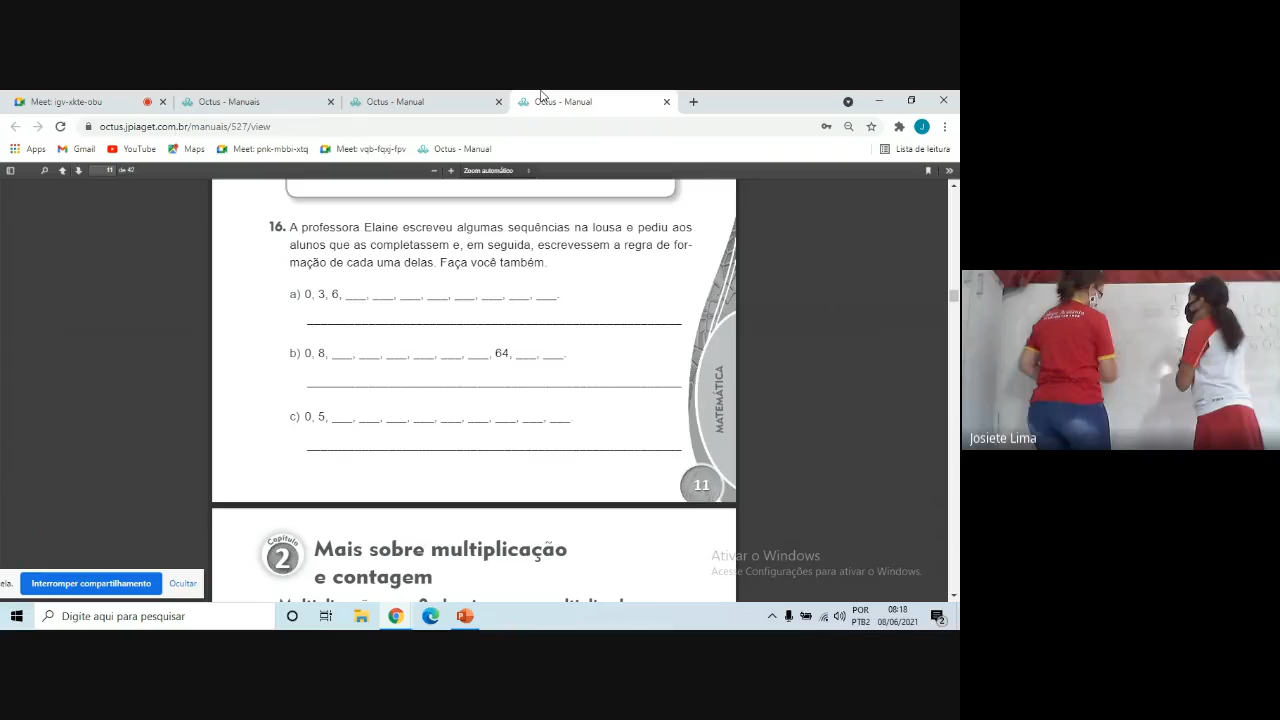 Meet: igv-xkte-obu
Octus - Manuais
Octus - Manual
Octus - Manual
octus.jpiaget.com.br/manuais/527/view
Apps
Gmail
YouTube
Maps
Meet: pnk-mbbi-xtq
Meet: vqb-fqxj-fpv
Octus - Manual
Lista de leitura
11 de 42
Zoom automático
16. A professora Elaine escreveu algumas sequências na lousa e pediu aos
alunos que as completassem e, em seguida, escrevessem a regra de for-
mação de cada uma delas. Faça você também.
a) 0, 3, 6, ___, ___, ___, ___, ___, ___, ___, ___.
b) 0, 8, ___, ___, ___, ___, ___, ___, 64, ___, ___.
c) 0, 5, ___, ___, ___, ___, ___, ___, ___, ___, ___
MATEMÁTICA
11
Capítulo
2
Mais sobre multiplicação
e contagem
Ativar o Windows
Acesse Configurações para ativar o Windows.
ela.
Interromper compartilhamento
Ocultar
Digite aqui para pesquisar
POR
PTB2
08:18
08/06/2021
2
Josiete Lima